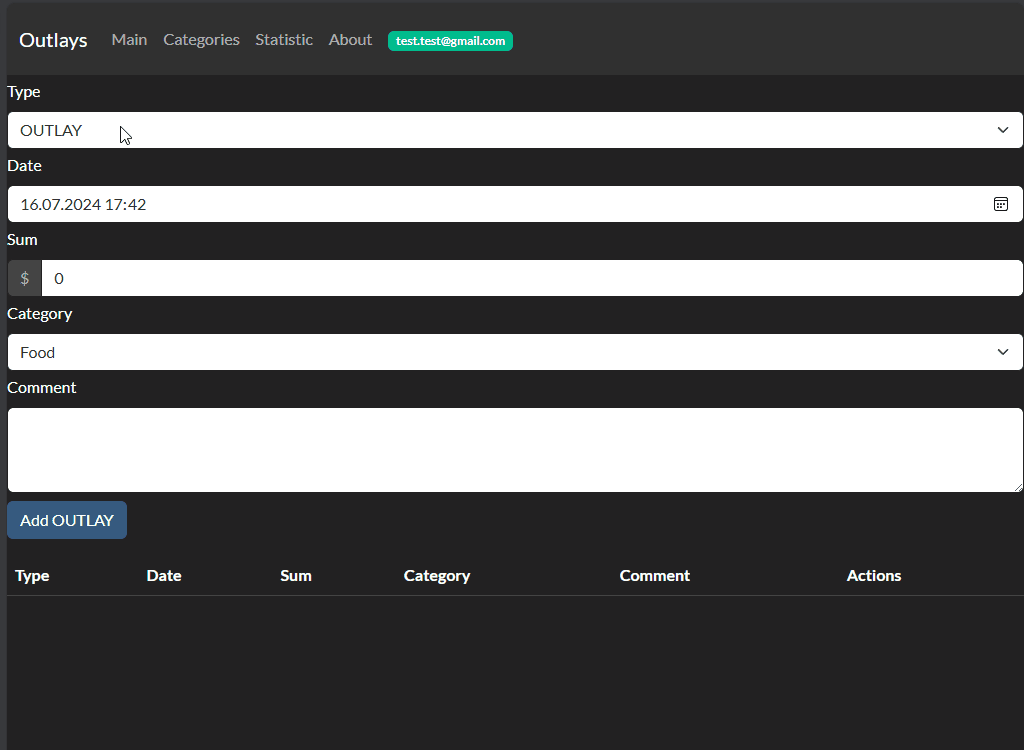 Outlays Main Categories Statistic About test.test@gmail.com
Type
OUTLAY
Date
16.07.2024 17:42
Sum
$ 0
Category
Food
Comment
Add OUTLAY
Type Date Sum Category Comment Actions